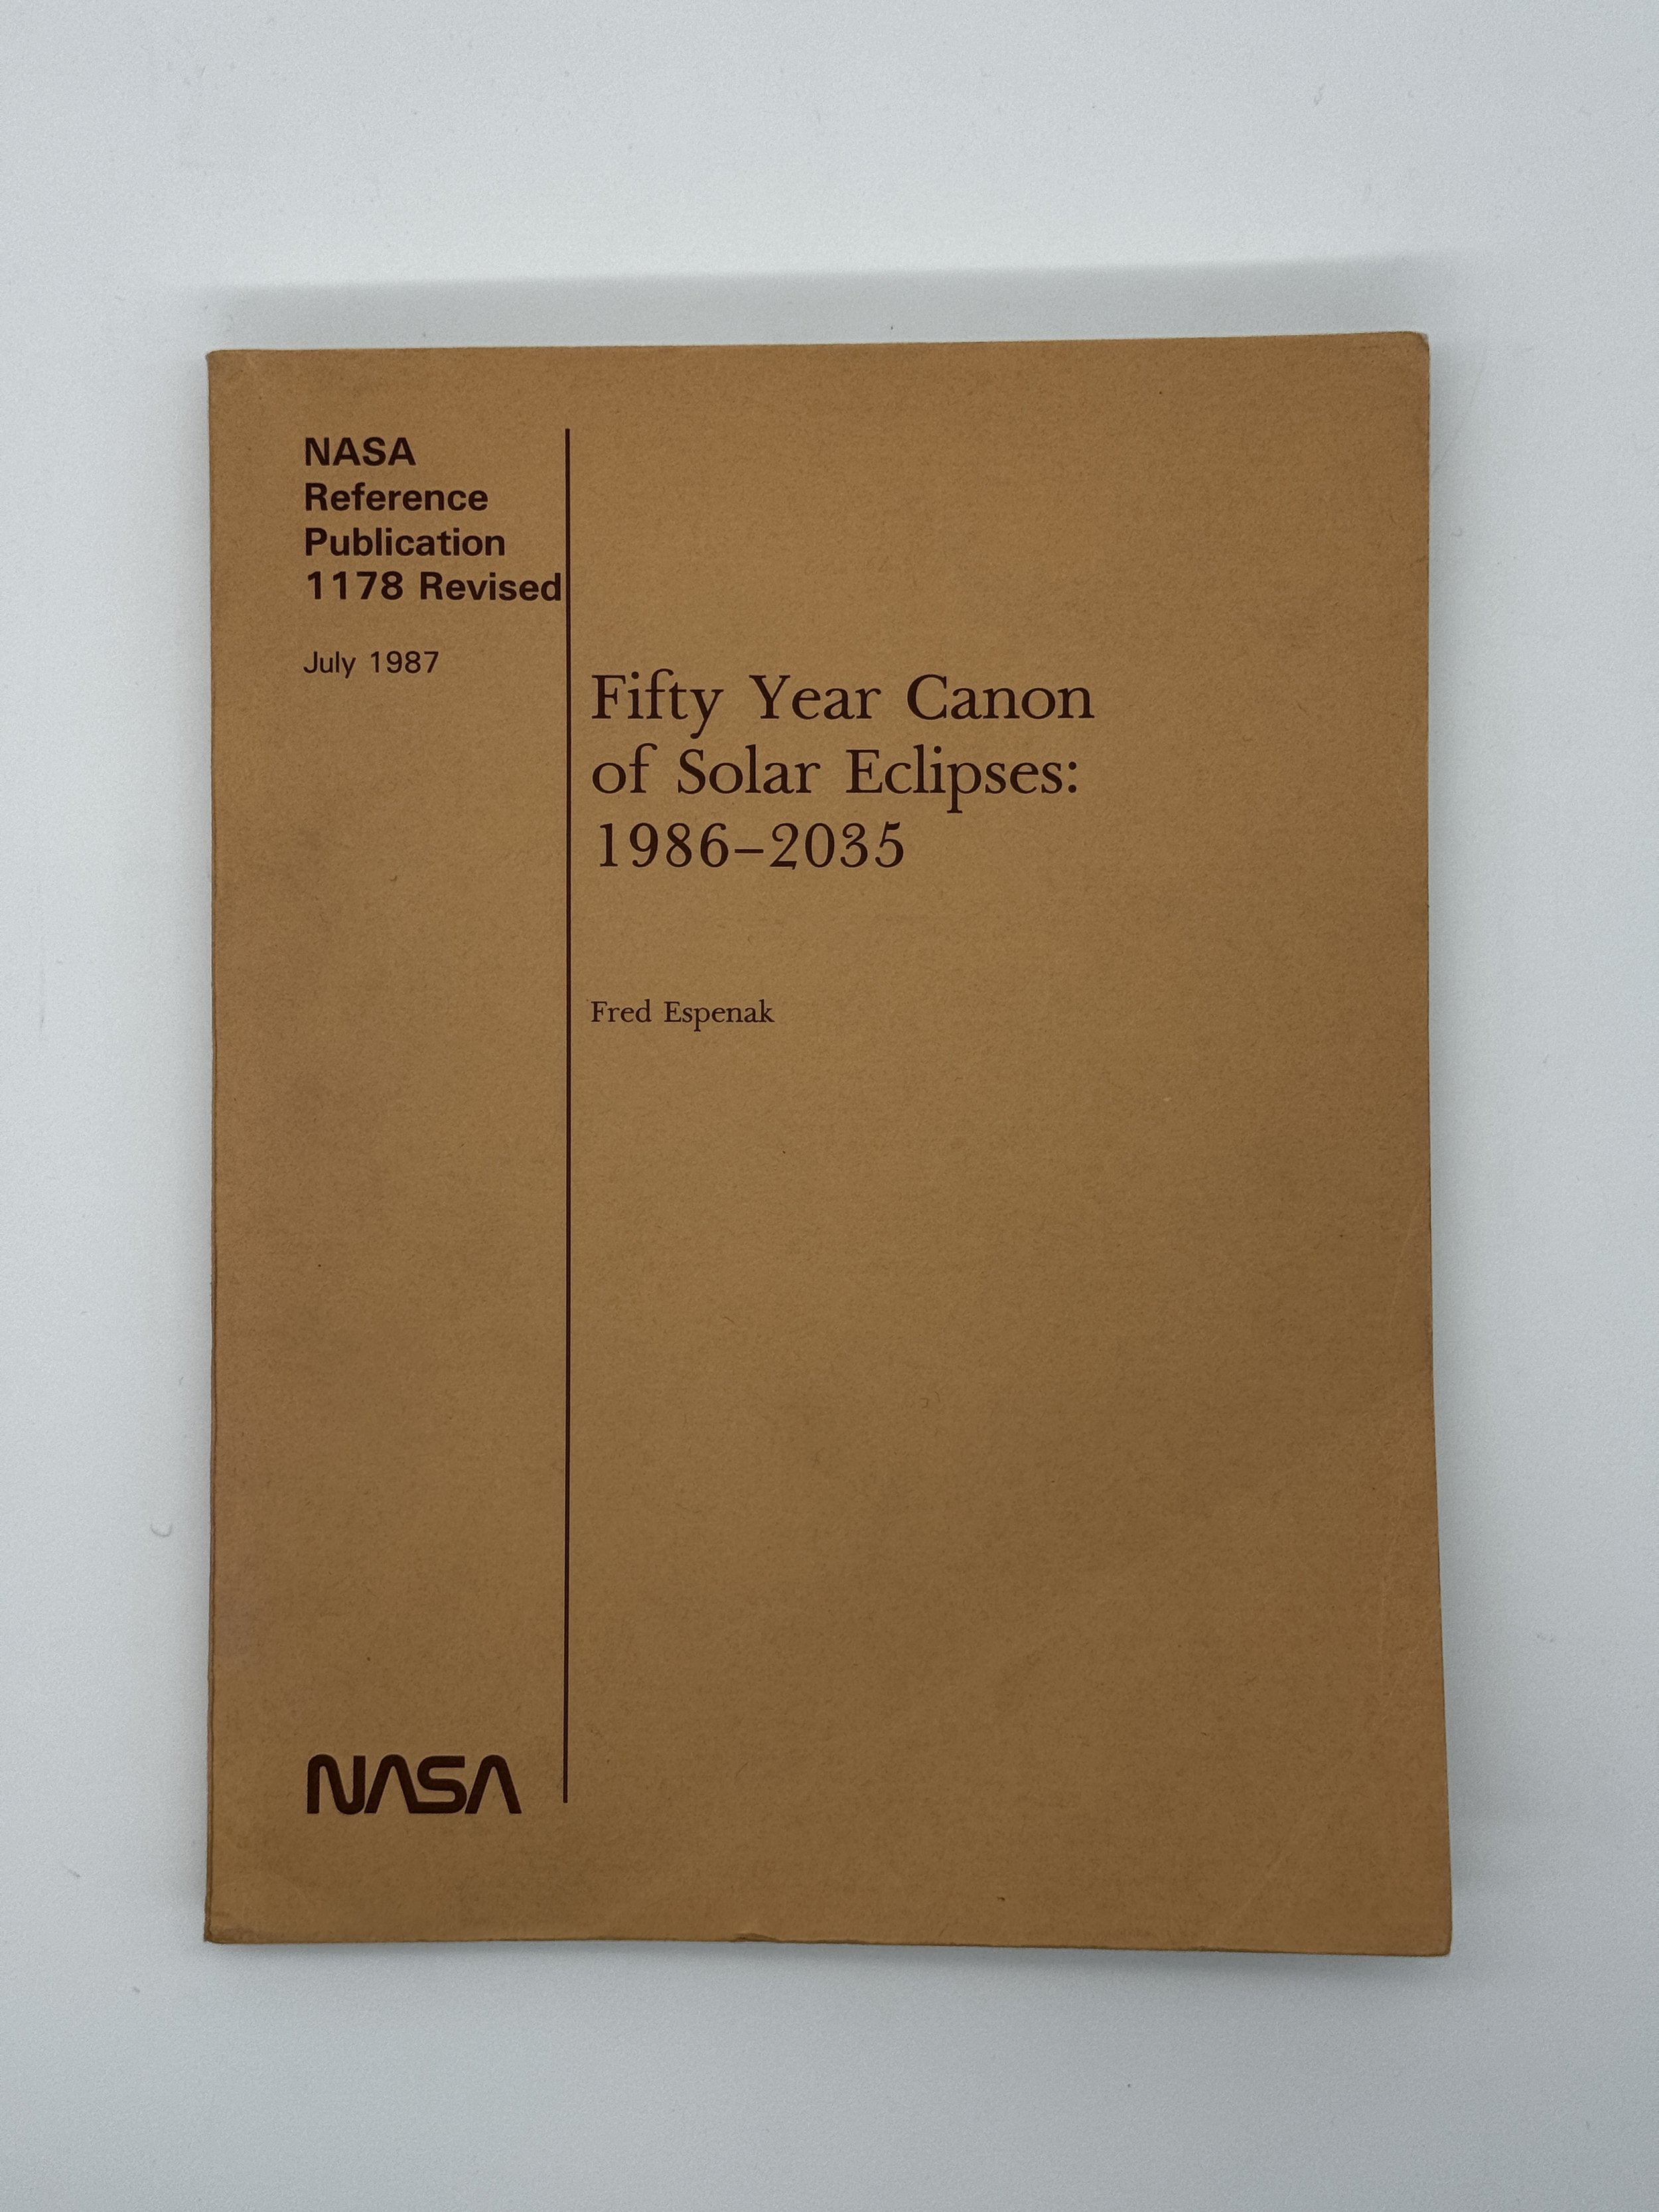 NASA
Reference
Publication
1178 Revised
July 1987
Fifty Year Canon
of Solar Eclipses:
1986–2035
Fred Espenak
NASA